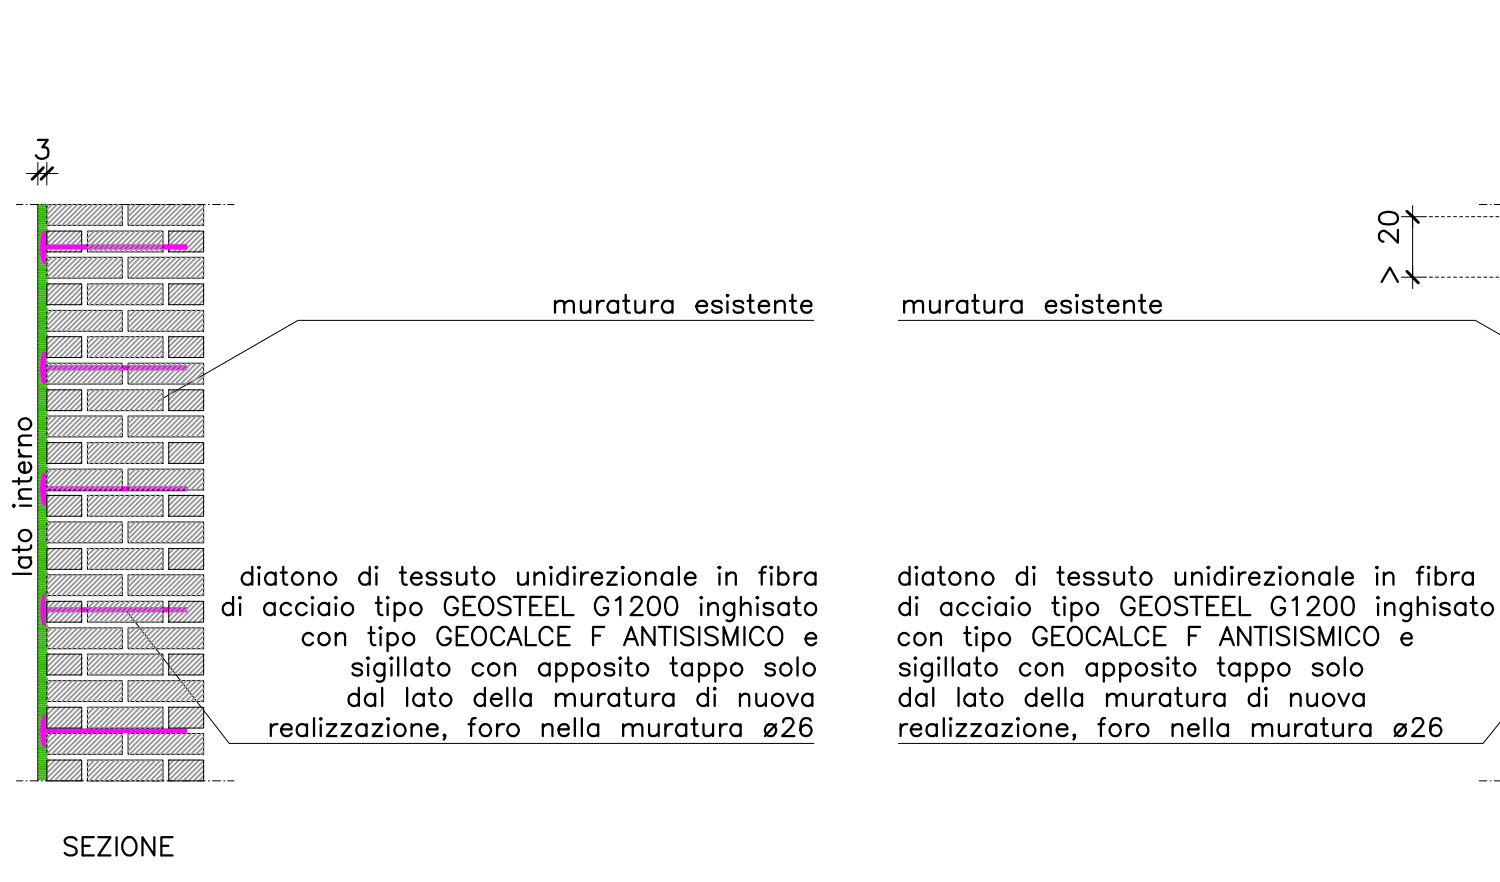 3
> 20
muratura esistente
muratura esistente
lato interno
diatono di tessuto unidirezionale in fibra
di acciaio tipo GEOSTEEL G1200 inghisato
con tipo GEOCALCE F ANTISISMICO e
sigillato con apposito tappo solo
dal lato della muratura di nuova
realizzazione, foro nella muratura ø26
diatono di tessuto unidirezionale in fibra
di acciaio tipo GEOSTEEL G1200 inghisato
con tipo GEOCALCE F ANTISISMICO e
sigillato con apposito tappo solo
dal lato della muratura di nuova
realizzazione, foro nella muratura ø26
SEZIONE